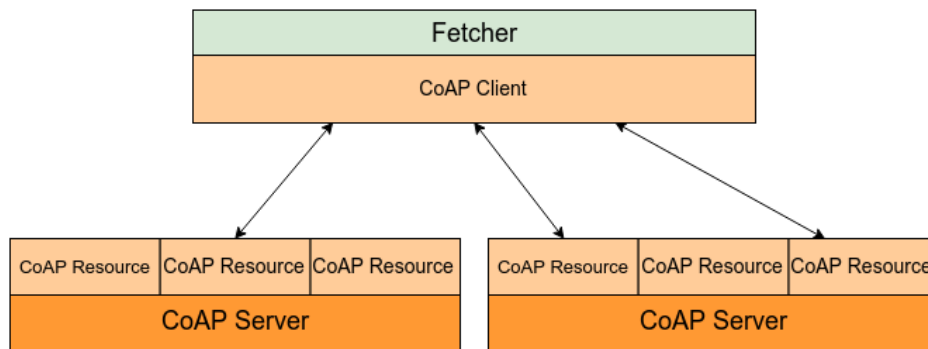 Fetcher
CoAP Client
CoAP Resource CoAP Resource CoAP Resource CoAP Resource CoAP Resource CoAP Resource
CoAP Server CoAP Server